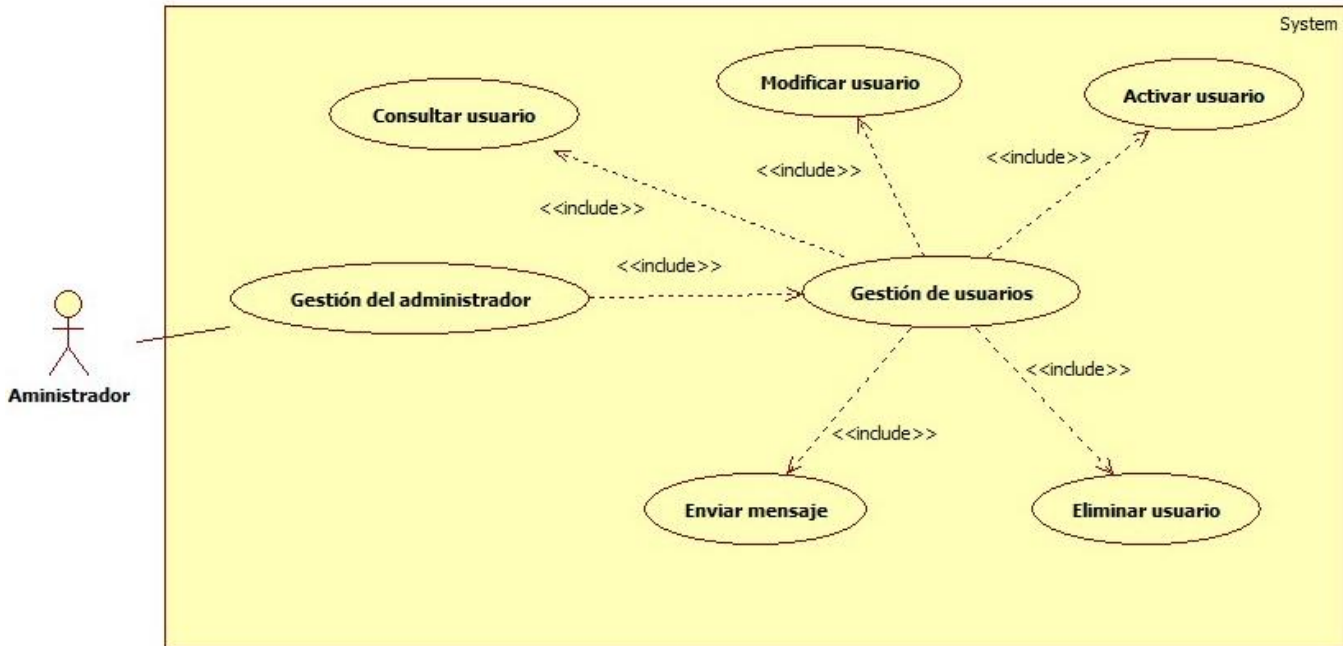 System
Modificar usuario
Activar usuario
Consultar usuario
<<include>>
<<include>>
<<include>>
<<include>>
Gestión del administrador
Gestión de usuarios
Aministrador
<<include>>
<<include>>
Enviar mensaje
Eliminar usuario